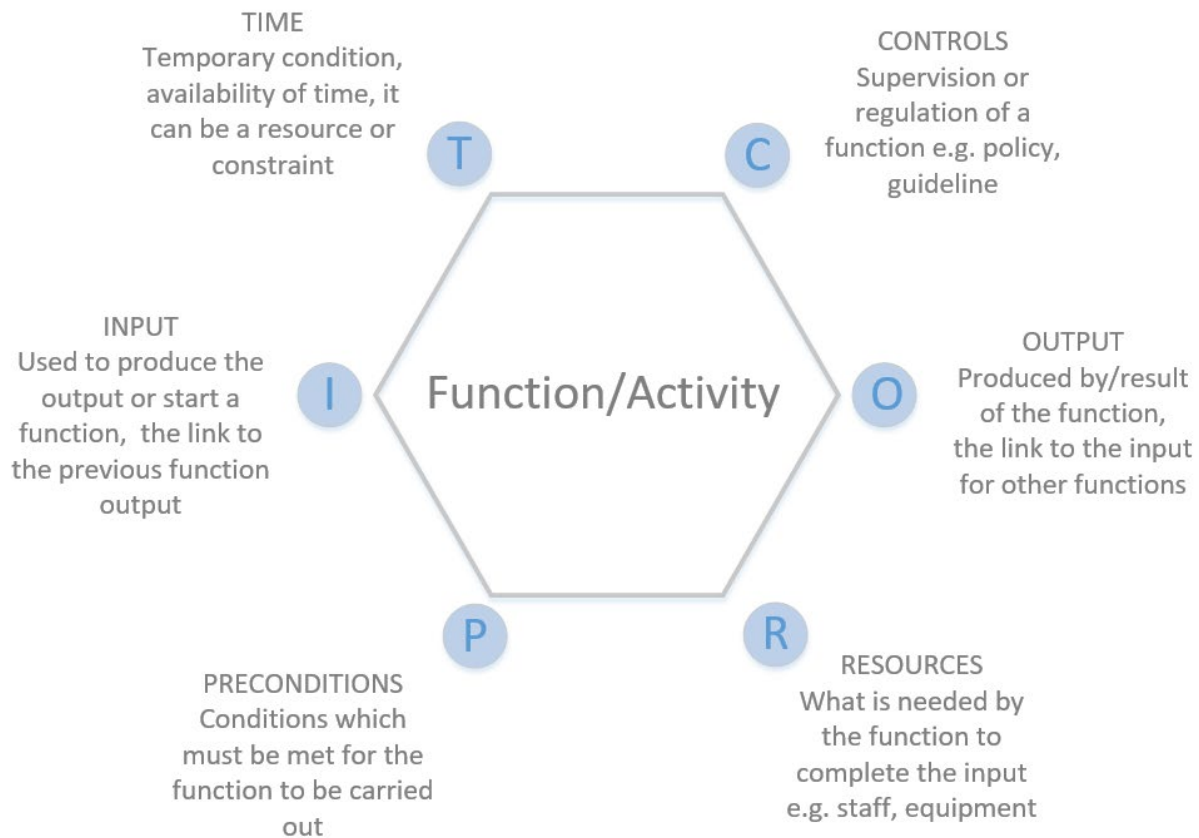 TIME
Temporary condition,
availability of time, it
can be a resource or
constraint
T
CONTROLS
Supervision or
regulation of a
function e.g. policy,
guideline
C
INPUT
Used to produce the
output or start a
function, the link to
the previous function
output
I
Function/Activity
O
OUTPUT
Produced by/result
of the function,
the link to the input
for other functions
P
PRECONDITIONS
Conditions which
must be met for the
function to be carried
out
R
RESOURCES
What is needed by
the function to
complete the input
e.g. staff, equipment